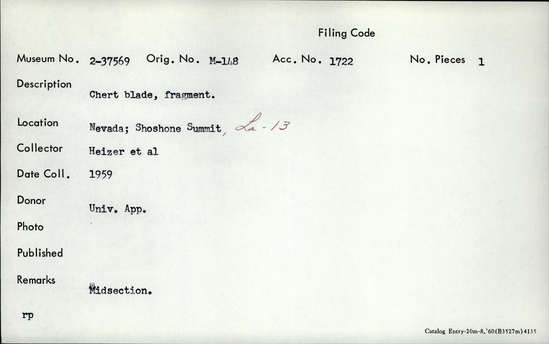 Filing Code
Museum No. 2-37569 Orig. No. M-148 Acc. No. 1722 No. Pieces 1
Description
Chert blade, fragment.
Location
Nevada; Shoshone Summit, La-13
Collector
Heizer et al
Date Coll. 1959
Donor
Univ. App.
Photo
Published
Remarks
Midsection.
rp
Catalog Entry-20m-8,'60